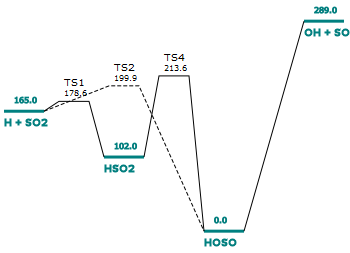 289.0
OH + SO
TS4
213.6
TS2
199.9
TS1
178.6
165.0
H + SO2
102.0
HSO2
0.0
HOSO